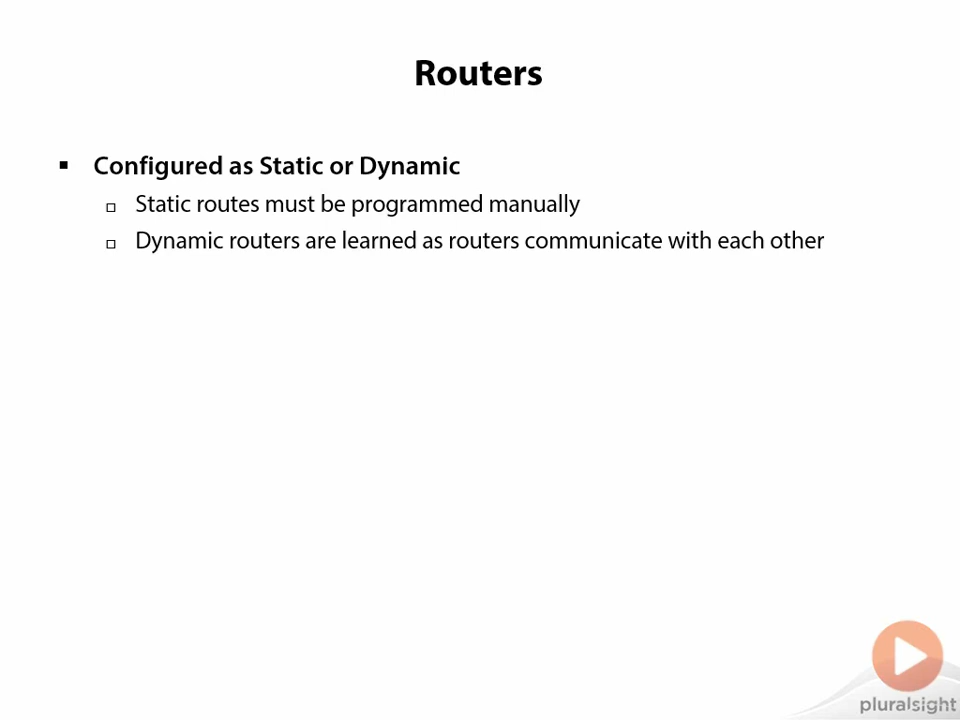 Routers
Configured as Static or Dynamic
Static routes must be programmed manually
Dynamic routers are learned as routers communicate with each other
pluralsight